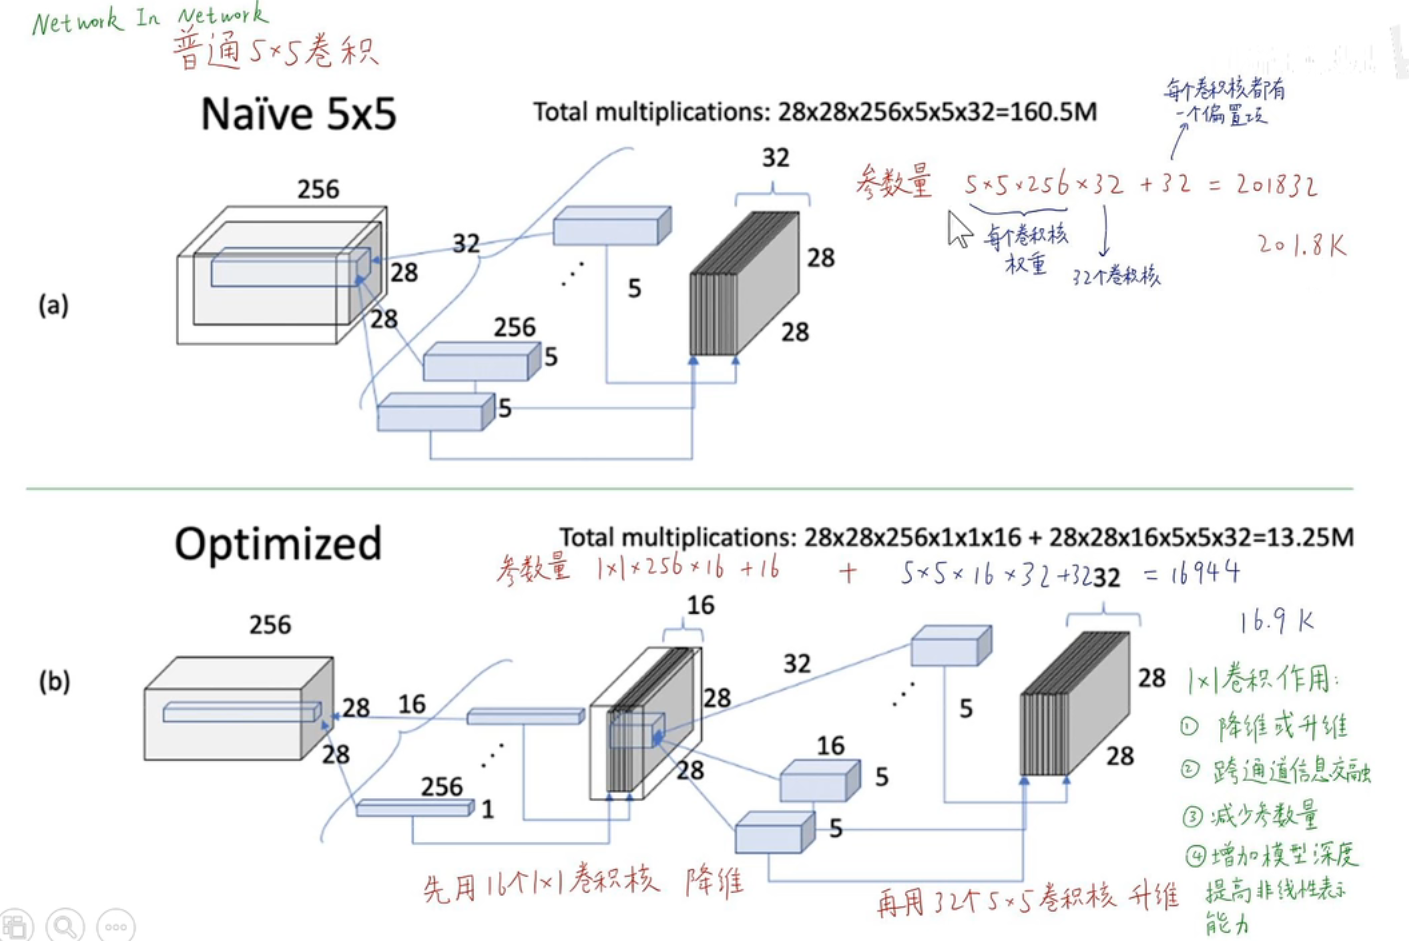 Network In Network
普通5×5卷积
Naïve 5x5
Total multiplications: 28x28x256x5x5x32=160.5M
每个卷积核都有
一个偏置项
32
参数量 5×5×256×32 +32 = 201832
256
每个卷积核
权重
32个卷积核
201.8K
32
28
28
28
28
5
(a)
256
5
5
Optimized
Total multiplications: 28x28x256x1x1x16 + 28x28x16x5x5x32=13.25M
参数量 1×1×256×16 +16 + 5×5×16×32+32 = 16944
32
16
256
16.9K
32
(b)
28
16
28
28
28
28
28
5
1×1卷积作用:
① 降维或升维
② 跨通道信息交融
③ 减少参数量
④增加模型深度
提高非线性表示
能力
256
1
16
5
5
先用16个1×1卷积核 降维
再用32个5×5卷积核 升维